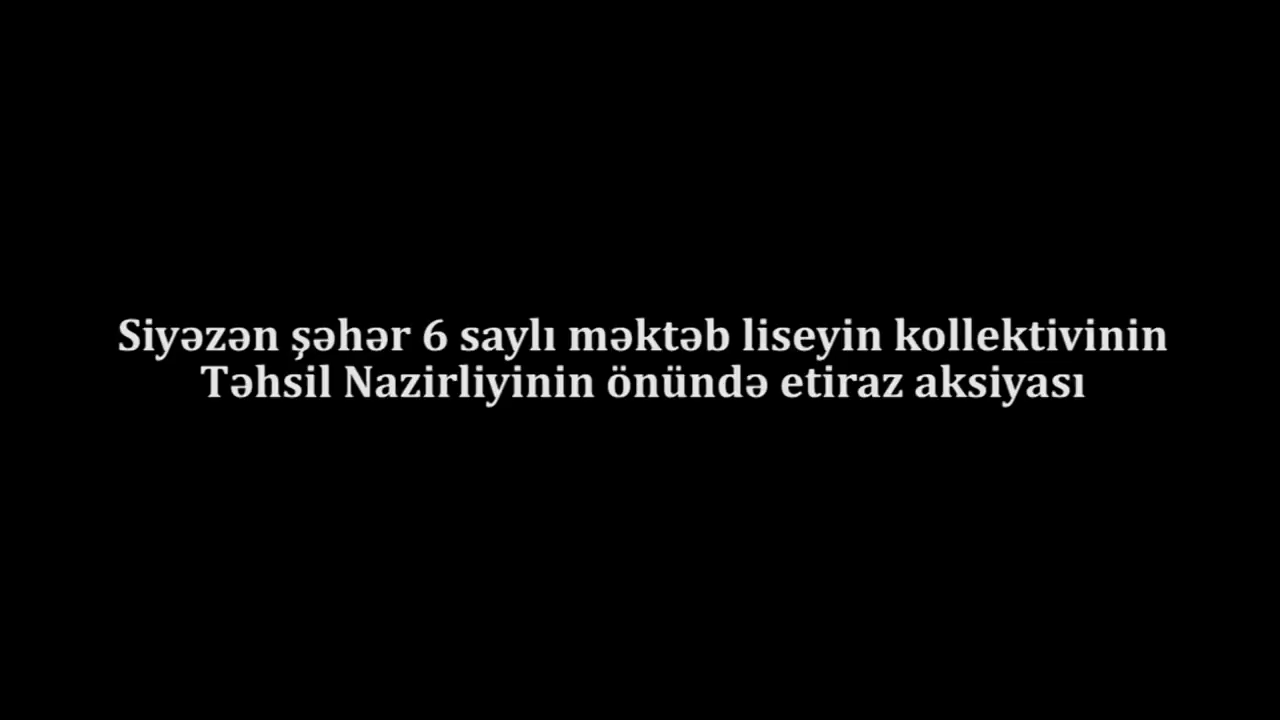 Siyəzən şəhər 6 saylı məktəb liseyin kollektivinin
Təhsil Nazirliyinin önündə etiraz aksiyası